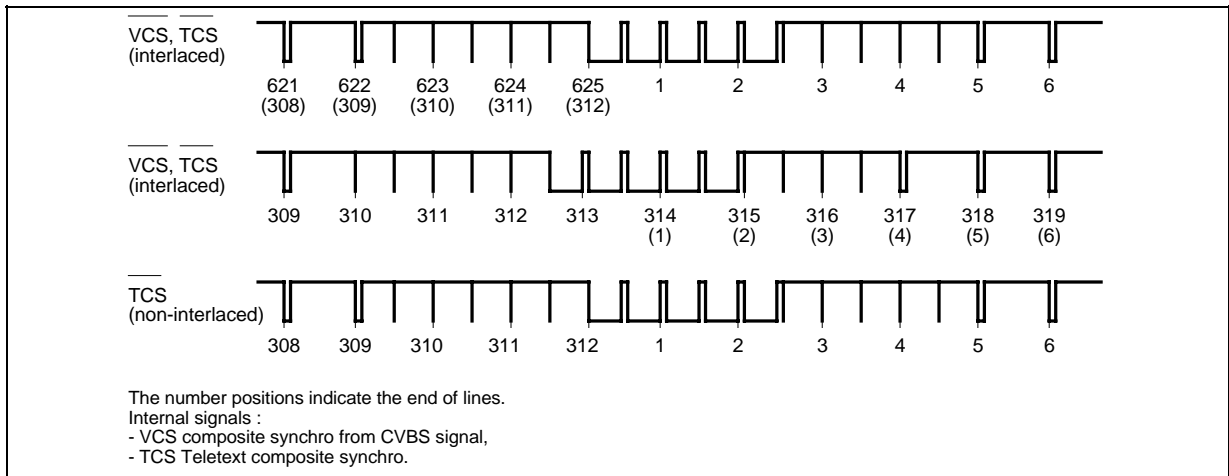 VCS, TCS
(interlaced)
621 622 623 624 625 1 2 3 4 5 6
(308) (309) (310) (311) (312)
VCS, TCS
(interlaced)
309 310 311 312 313 314 315 316 317 318 319
(1) (2) (3) (4) (5) (6)
TCS
(non-interlaced)
308 309 310 311 312 1 2 3 4 5 6
The number positions indicate the end of lines.
Internal signals :
- VCS composite synchro from CVBS signal,
- TCS Teletext composite synchro.